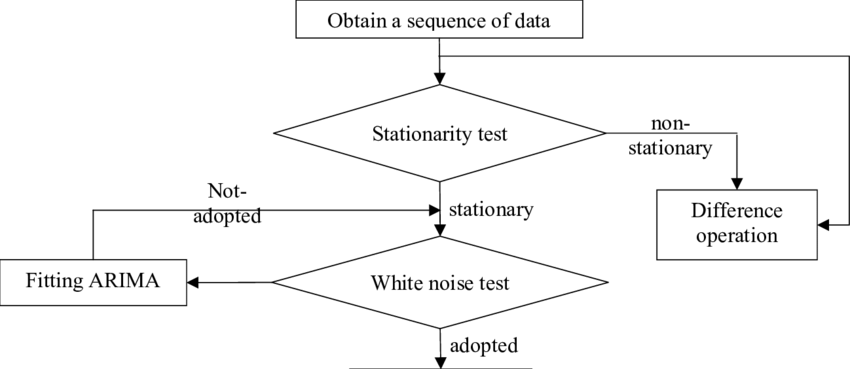 Obtain a sequence of data
Stationarity test
non-
stationary
Not-
adopted
stationary
Difference
operation
Fitting ARIMA
White noise test
adopted